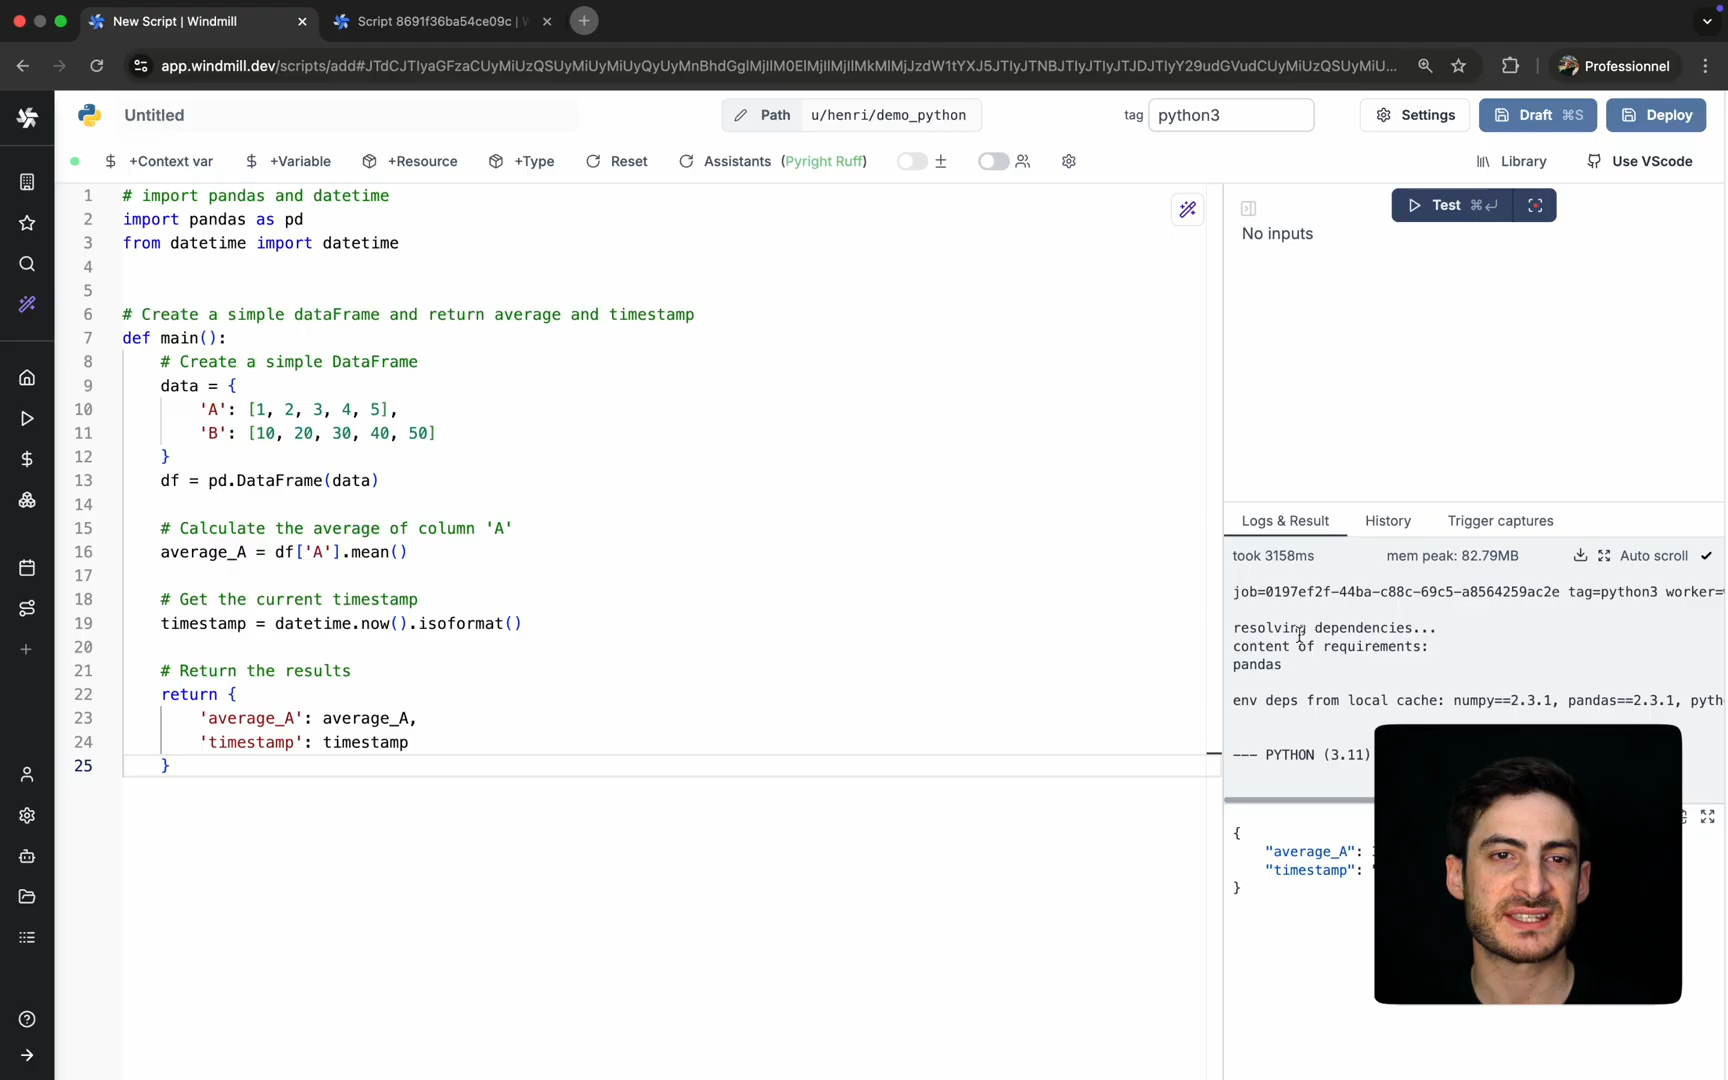 New Script | Windmill
Script 8691f36ba54ce09c |
app.windmill.dev/scripts/add#JTdCJTIyaGFzaCUyMiUzQSUyMiUyMiUyQyUyMnBhdGglMjIlM0ElMjIlMjIlMkMlMjJzdW1tYXJ5JTIyJTNBJTIyJTIyJTJDJTIyY29udGVudCUyMiUzQSUyMiU...
Professionnel
Untitled
Path u/henri/demo_python
tag python3
Settings
Draft ⌘S
Deploy
+Context var
+Variable
+Resource
+Type
Reset
Assistants (Pyright Ruff)
Library
Use VScode
1 # import pandas and datetime
2 import pandas as pd
3 from datetime import datetime
4
5
6 # Create a simple dataFrame and return average and timestamp
7 def main():
8 # Create a simple DataFrame
9 data = {
10 'A': [1, 2, 3, 4, 5],
11 'B': [10, 20, 30, 40, 50]
12 }
13 df = pd.DataFrame(data)
14
15 # Calculate the average of column 'A'
16 average_A = df['A'].mean()
17
18 # Get the current timestamp
19 timestamp = datetime.now().isoformat()
20
21 # Return the results
22 return {
23 'average_A': average_A,
24 'timestamp': timestamp
25 }
Test ⌘↵
No inputs
Logs & Result History Trigger captures
took 3158ms mem peak: 82.79MB Auto scroll
job=0197ef2f-44ba-c88c-69c5-a8564259ac2e tag=python3 worker=
resolving dependencies...
content of requirements:
pandas
env deps from local cache: numpy==2.3.1, pandas==2.3.1, pyth
--- PYTHON (3.11)
{
"average_A":
"timestamp":
}